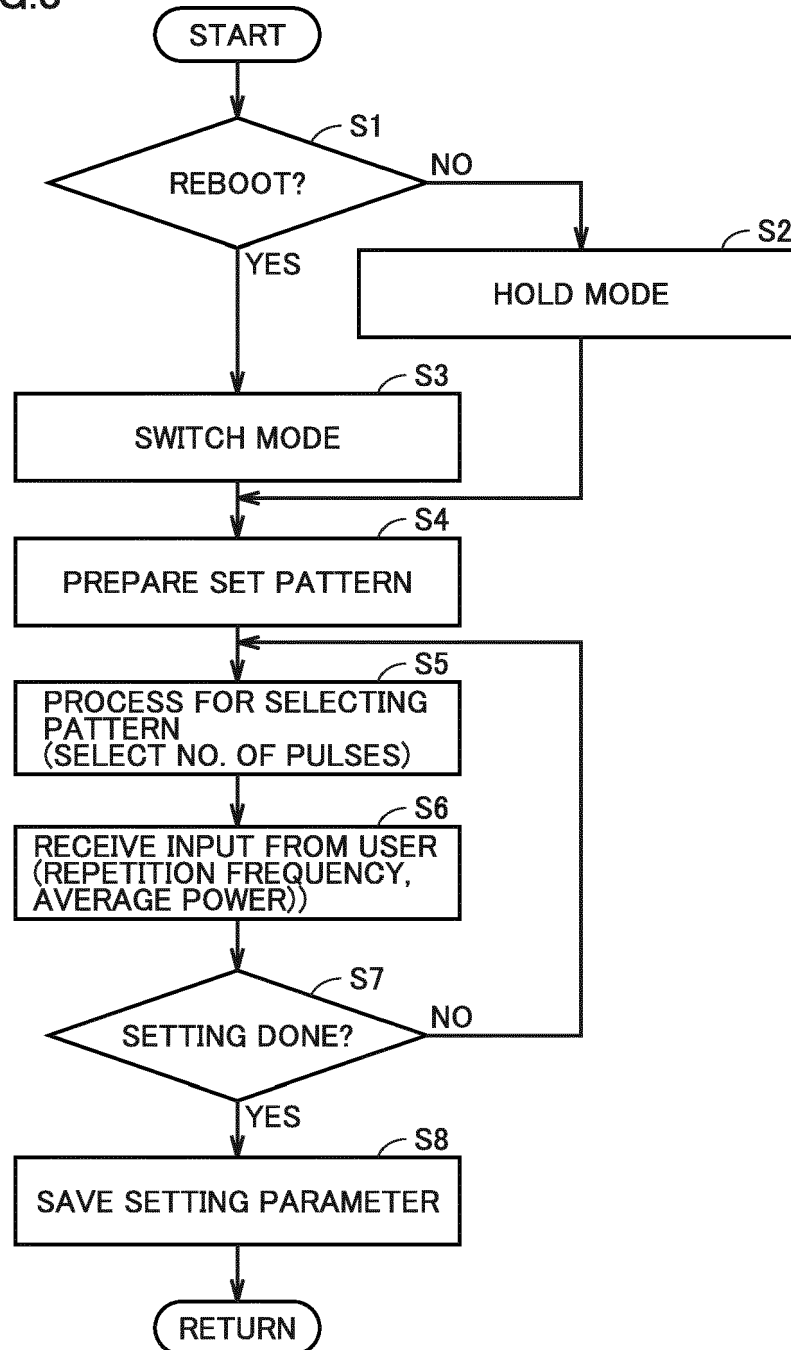 START
S1
REBOOT?
NO
YES
S2
HOLD MODE
S3
SWITCH MODE
S4
PREPARE SET PATTERN
S5
PROCESS FOR SELECTING
PATTERN
(SELECT NO. OF PULSES)
S6
RECEIVE INPUT FROM USER
(REPETITION FREQUENCY,
AVERAGE POWER))
S7
SETTING DONE?
NO
YES
S8
SAVE SETTING PARAMETER
RETURN